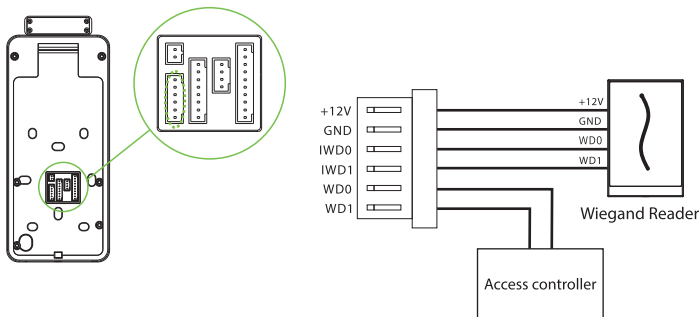 +12V
GND
IWD0
IWD1
WD0
WD1
+12V
GND
WD0
WD1
Wiegand Reader
Access controller